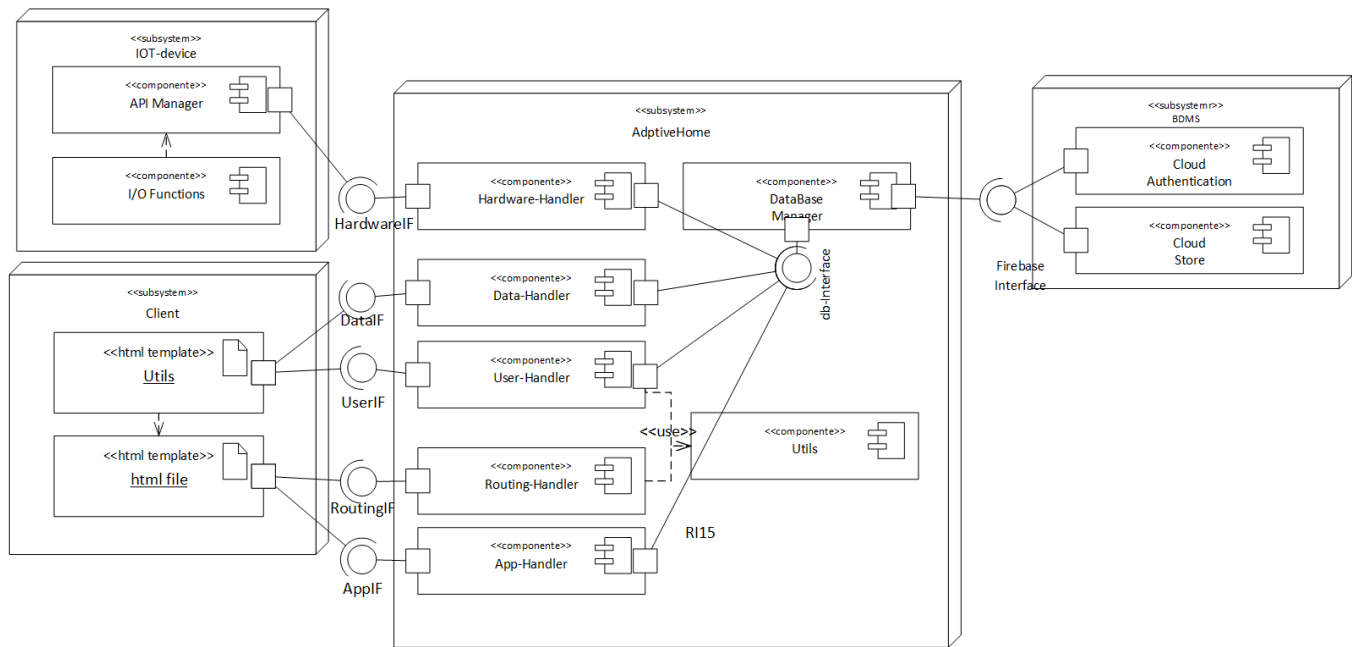 <<subsystem>>
IOT-device
<<componente>>
API Manager
<<componente>>
I/O Functions
HardwareIF
<<subsystem>>
Client
<<html template>>
Utils
<<html template>>
html file
DataIF
UserIF
RoutingIF
AppIF
<<subsystem>>
AdptiveHome
<<componente>>
Hardware-Handler
<<componente>>
DataBase
Manager
<<componente>>
Data-Handler
db-Interface
<<componente>>
User-Handler
<<use>>
<<componente>>
Utils
<<componente>>
Routing-Handler
RI15
<<componente>>
App-Handler
Firebase
Interface
<<subsystemr>>
BDMS
<<componente>>
Cloud
Authentication
<<componente>>
Cloud
Store